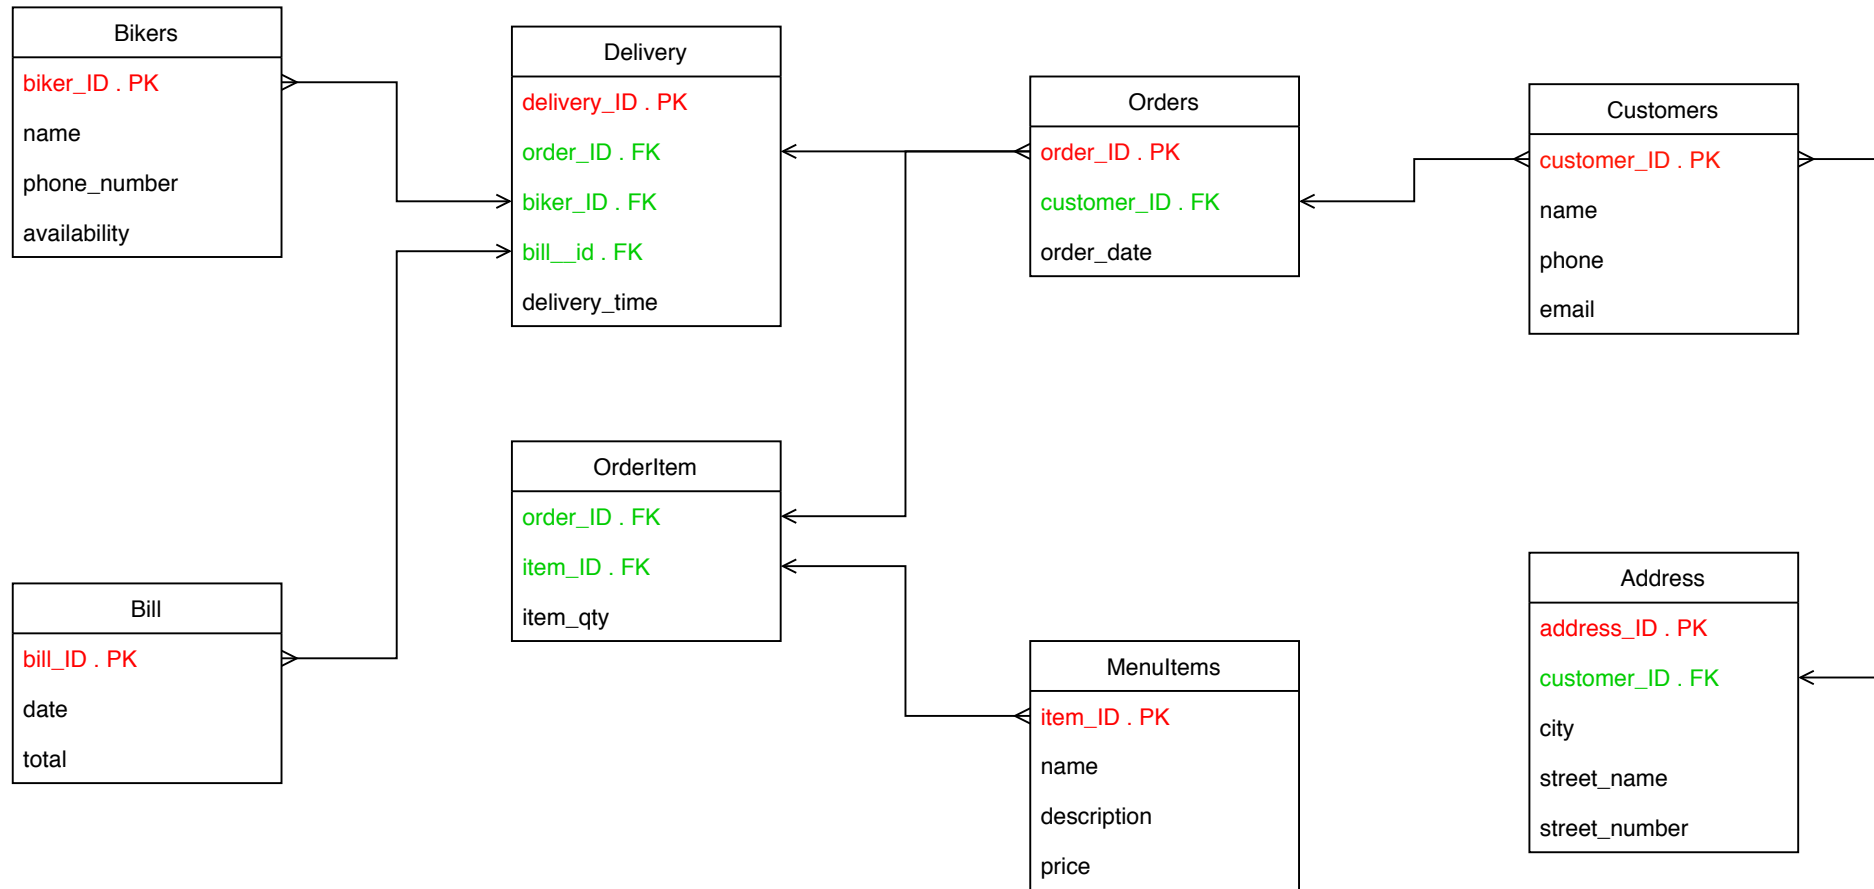 Bikers
biker_ID . PK
name
phone_number
availability
Delivery
delivery_ID . PK
order_ID . FK
biker_ID . FK
bill__id . FK
delivery_time
Orders
order_ID . PK
customer_ID . FK
order_date
Customers
customer_ID . PK
name
phone
email
OrderItem
order_ID . FK
item_ID . FK
item_qty
Bill
bill_ID . PK
date
total
MenuItems
item_ID . PK
name
description
price
Address
address_ID . PK
customer_ID . FK
city
street_name
street_number